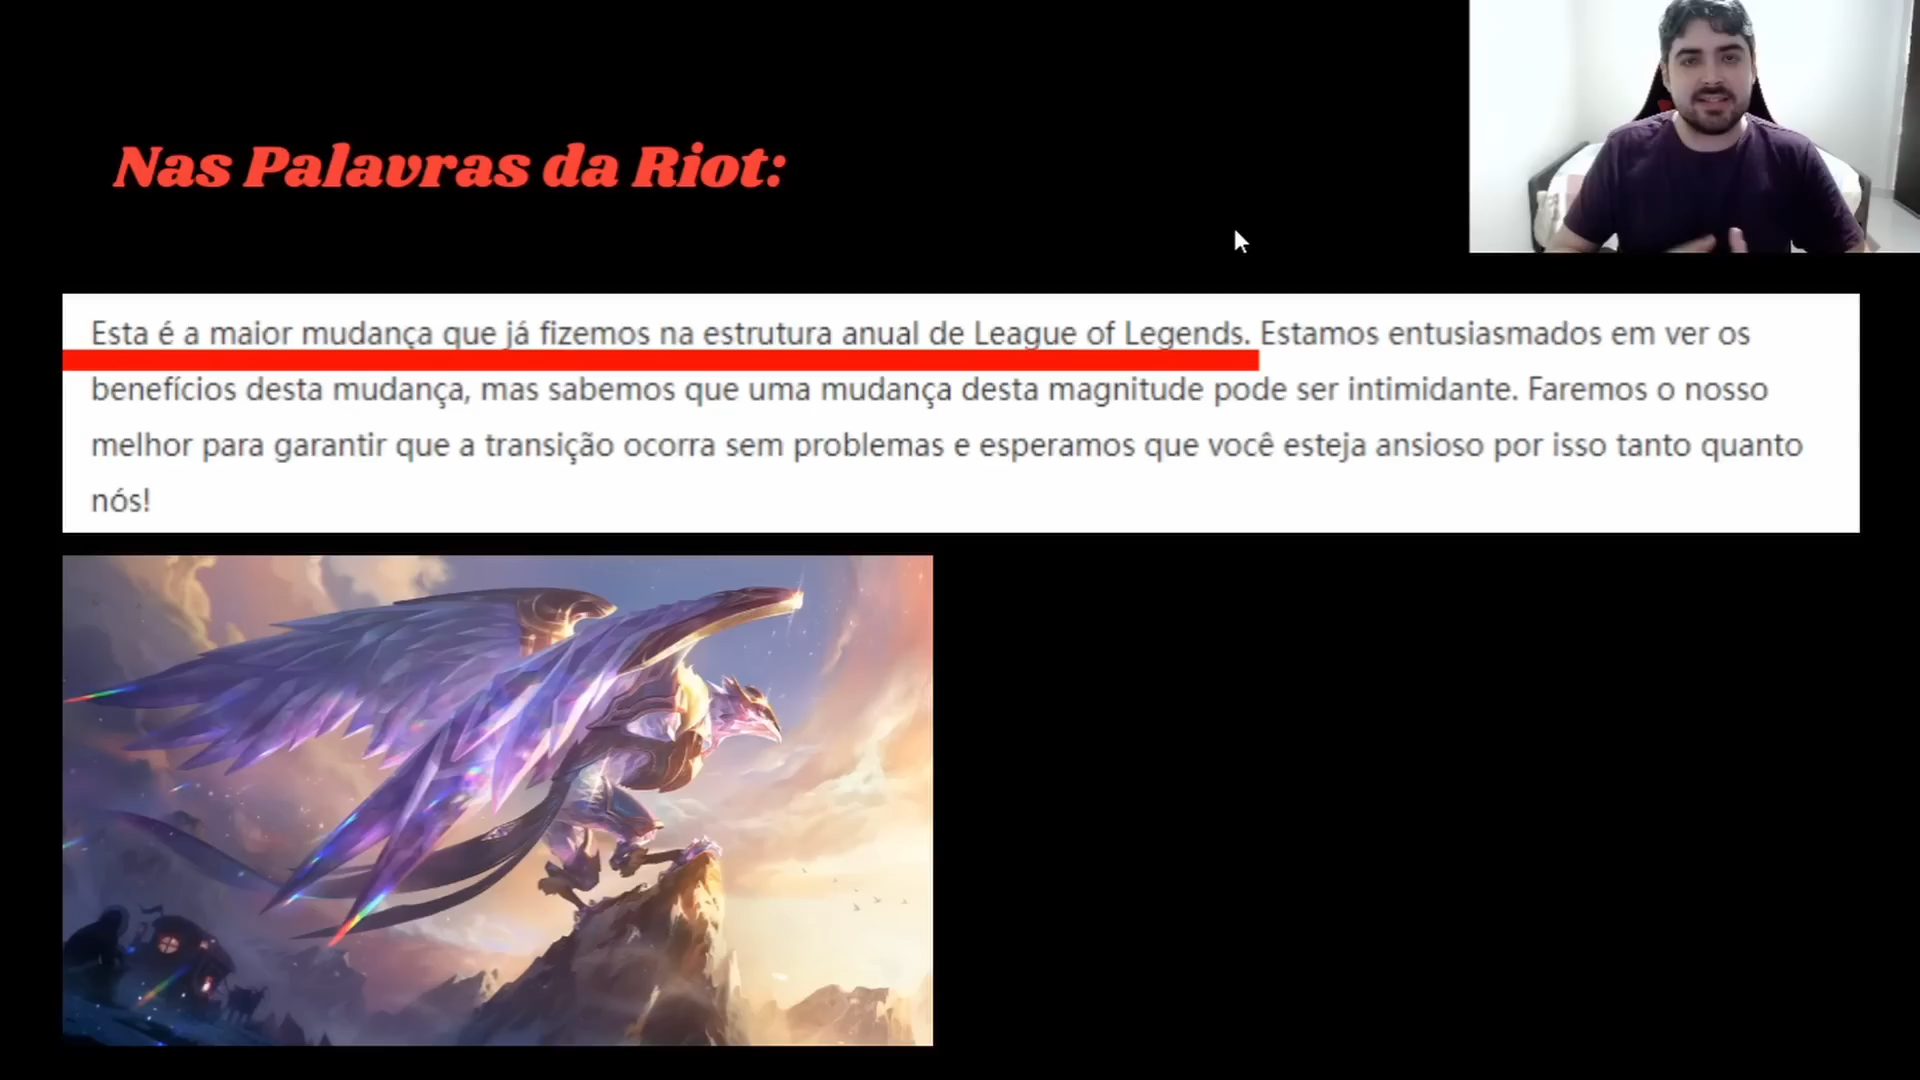 Nas Palavras da Riot:
Esta é a maior mudança que já fizemos na estrutura anual de League of Legends. Estamos entusiasmados em ver os
benefícios desta mudança, mas sabemos que uma mudança desta magnitude pode ser intimidante. Faremos o nosso
melhor para garantir que a transição ocorra sem problemas e esperamos que você esteja ansioso por isso tanto quanto
nós!